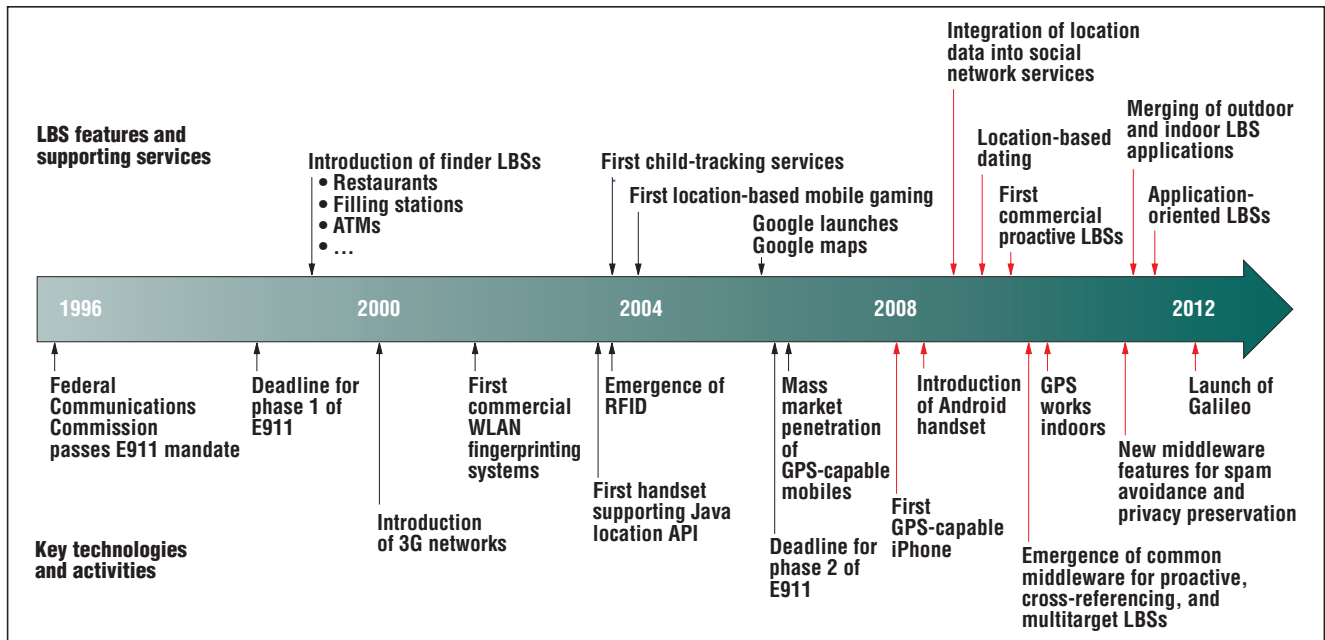 LBS features and
supporting services
Introduction of finder LBSs
• Restaurants
• Filling stations
• ATMs
• ...
First child-tracking services
First location-based mobile gaming
Google launches
Google maps
Integration of location
data into social
network services
Location-based
dating
First
commercial
proactive LBSs
Merging of outdoor
and indoor LBS
applications
Application-
oriented LBSs
1996
2000
2004
2008
2012
Federal
Communications
Commission
passes E911 mandate
Deadline for
phase 1 of
E911
Introduction
of 3G networks
First
commercial
WLAN
fingerprinting
systems
First handset
supporting Java
location API
Emergence of
RFID
Deadline for
phase 2 of
E911
Mass
market
penetration
of
GPS-capable
mobiles
First
GPS-capable
iPhone
Introduction
of Android
handset
Emergence of common
middleware for proactive,
cross-referencing, and
multitarget LBSs
GPS
works
indoors
New middleware
features for spam
avoidance and
privacy preservation
Launch of
Galileo
Key technologies
and activities